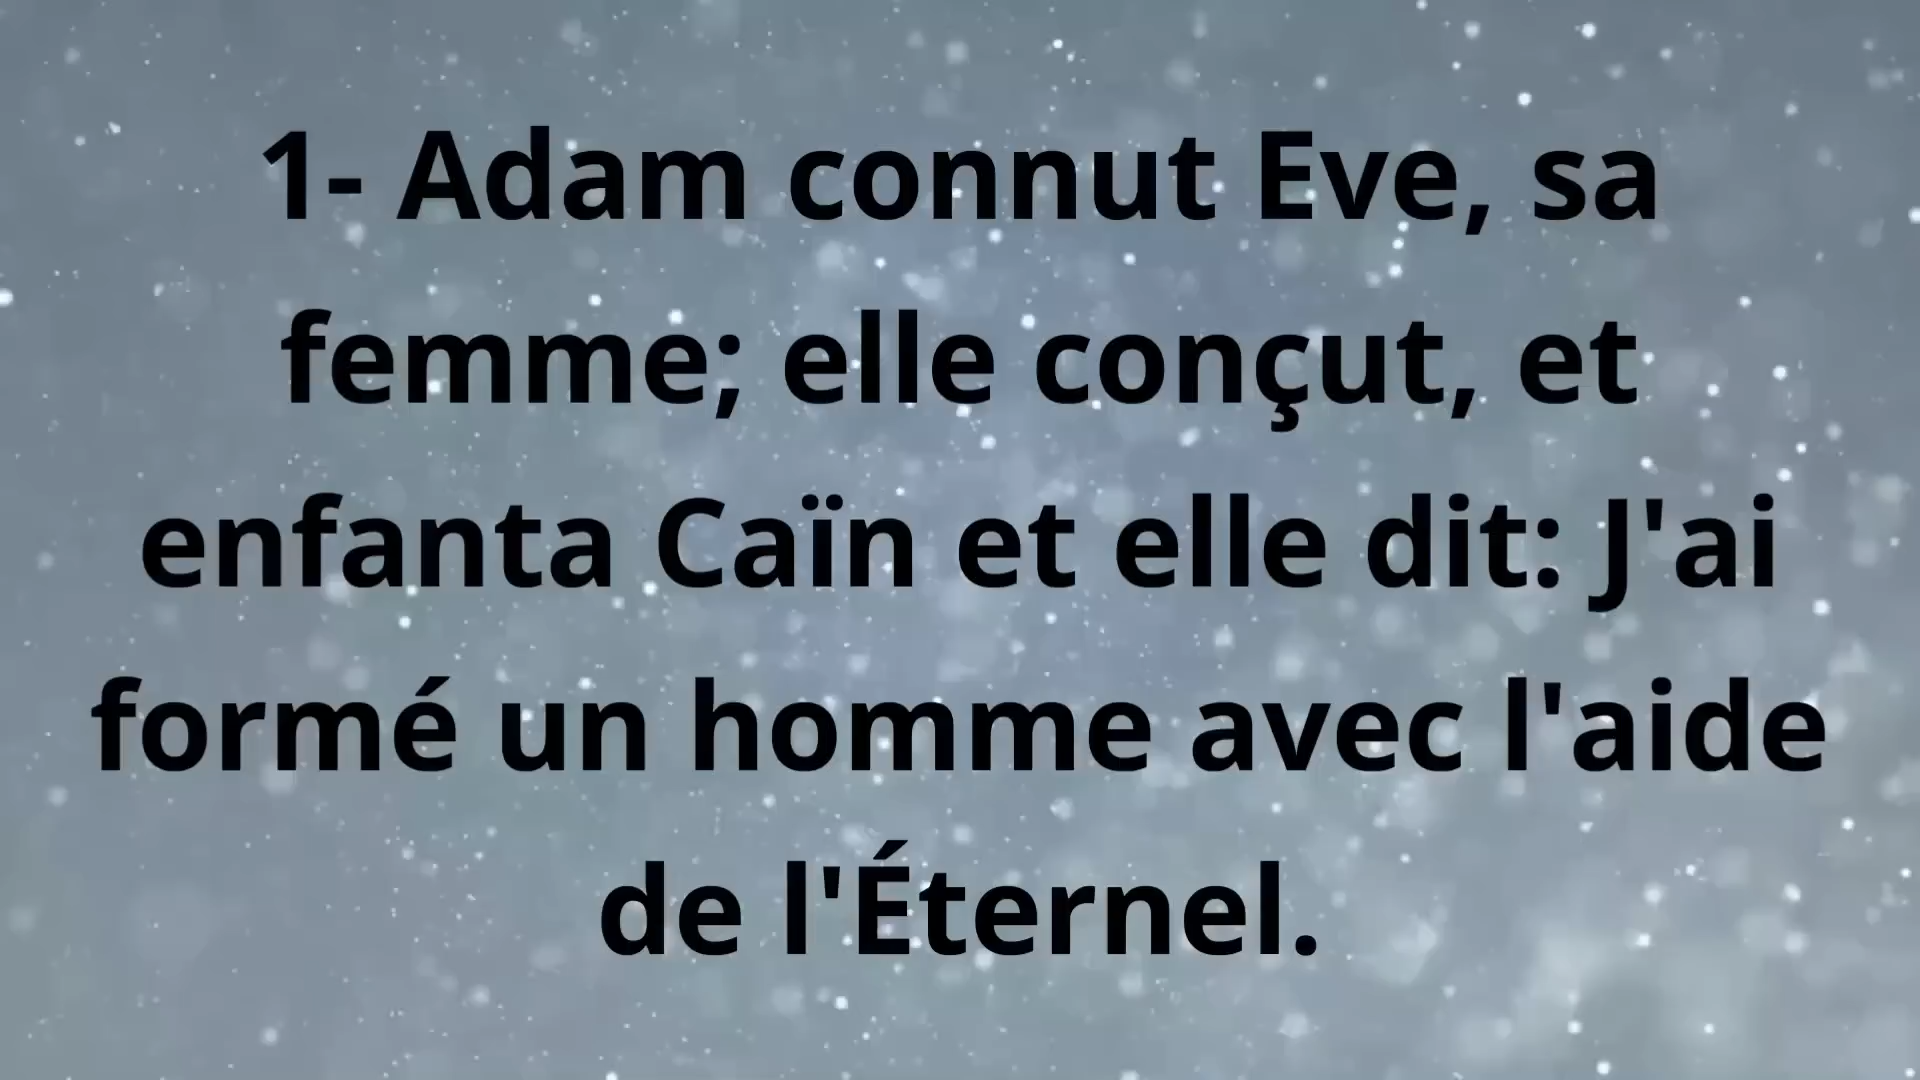 1- Adam connut Eve, sa
femme; elle conçut, et
enfanta Caïn et elle dit: J'ai
formé un homme avec l'aide
de l'Éternel.